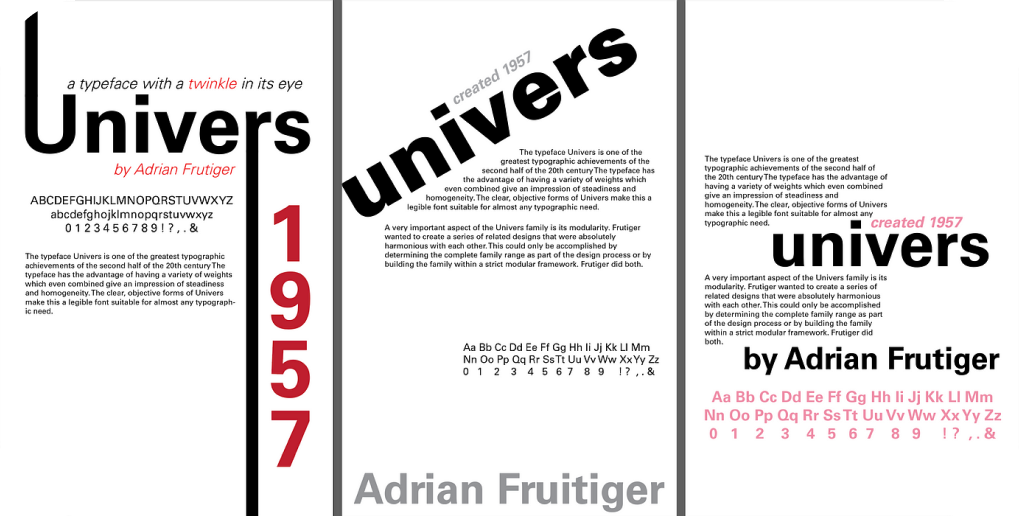 a typeface with a twinkle in its eye
Univers
by Adrian Frutiger
ABCDEFGHIJKLMNOPQRSTUVWXYZ
abcdefghojklmnopqrstuvwxyz
0 1 2 3 4 5 6 7 8 9 ! ? , . &
The typeface Univers is one of the greatest typographic
achievements of the second half of the 20th century The
typeface has the advantage of having a variety of weights
which even combined give an impression of steadiness
and homogeneity. The clear, objective forms of Univers
make this a legible font suitable for almost any typograph-
ic need.
1
9
5
7
created 1957
univers
The typeface Univers is one of the
greatest typographic achievements of the
second half of the 20th century The typeface has
the advantage of having a variety of weights which
even combined give an impression of steadiness and
homogeneity. The clear, objective forms of Univers make this a
legible font suitable for almost any typographic need.
A very important aspect of the Univers family is its modularity. Frutiger
wanted to create a series of related designs that were absolutely
harmonious with each other. This could only be accomplished by
determining the complete family range as part of the design process or by
building the family within a strict modular framework. Frutiger did both.
Aa Bb Cc Dd Ee Ff Gg Hh Ii Jj Kk Ll Mm
Nn Oo Pp Qq Rr Ss Tt Uu Vv Ww Xx Yy Zz
0 1 2 3 4 5 6 7 8 9 ! ? , . &
Adrian Fruitiger
The typeface Univers is one of the greatest
typographic achievements of the second half of
the 20th century The typeface has the advantage of
having a variety of weights which even combined
give an impression of steadiness and
homogeneity. The clear, objective forms of Univers
make this a legible font suitable for almost any
typographic need.
created 1957
univers
A very important aspect of the Univers family is its
modularity. Frutiger wanted to create a series of
related designs that were absolutely harmonious
with each other. This could only be accomplished
by determining the complete family range as part
of the design process or by building the family
within a strict modular framework. Frutiger did
both.
by Adrian Frutiger
Aa Bb Cc Dd Ee Ff Gg Hh Ii Jj Kk Ll Mm
Nn Oo Pp Qq Rr Ss Tt Uu Vv Ww Xx Yy Zz
0 1 2 3 4 5 6 7 8 9 ! ? , . &